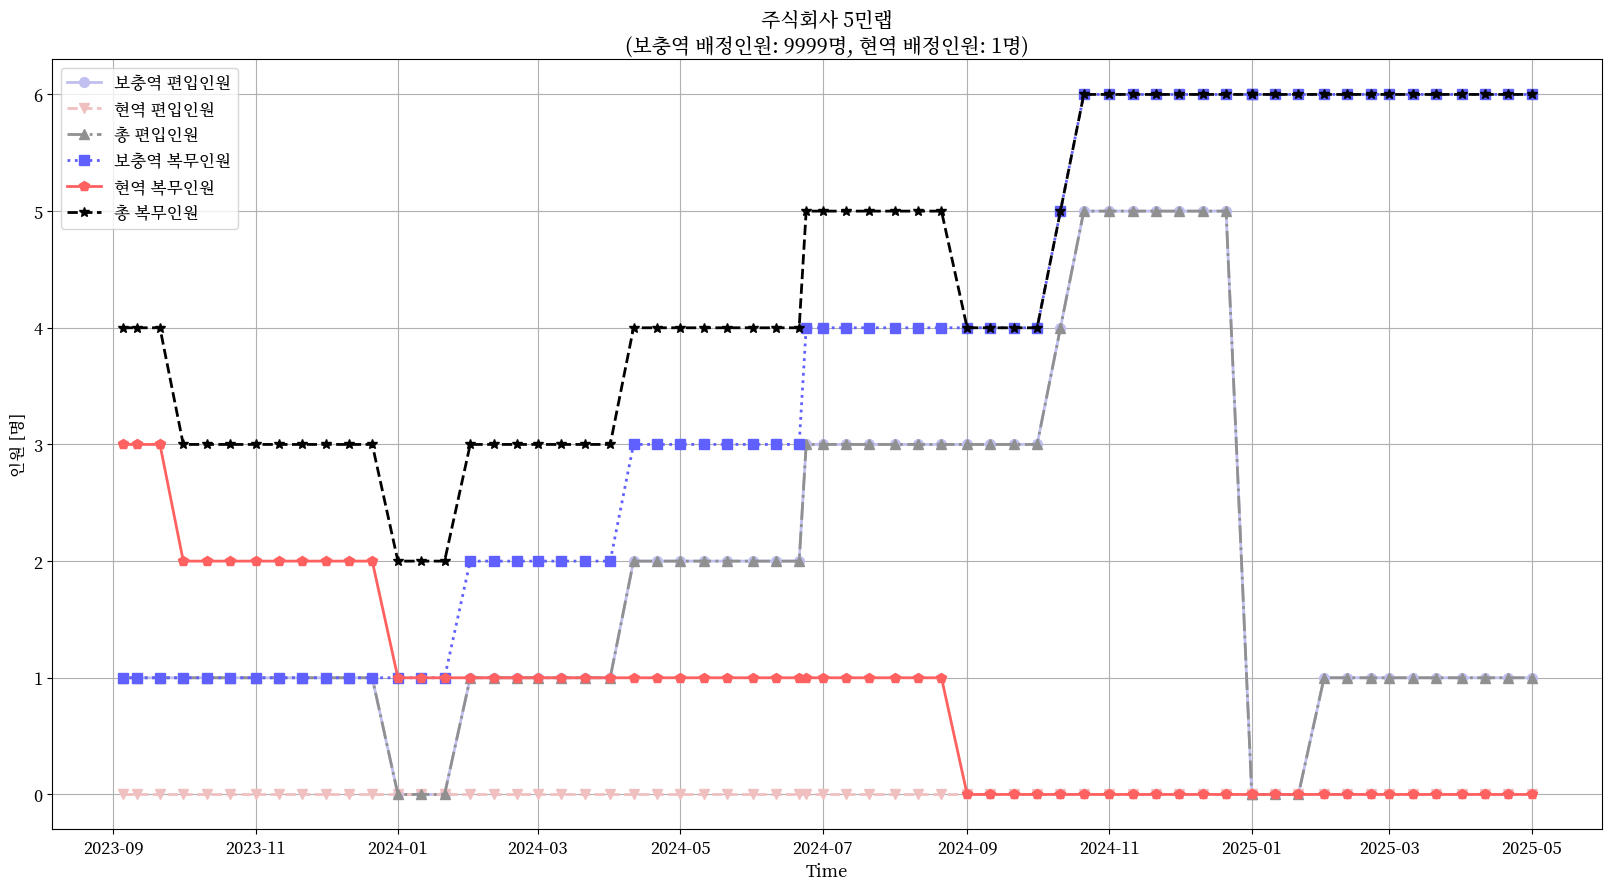 주식회사 5민랩
(보충역 배정인원: 9999명, 현역 배정인원: 1명)
보충역 편입인원
현역 편입인원
총 편입인원
보충역 복무인원
현역 복무인원
총 복무인원
인원 [명]
6
5
4
3
2
1
0
2023-09 2023-11 2024-01 2024-03 2024-05 2024-07 2024-09 2024-11 2025-01 2025-03 2025-05
Time